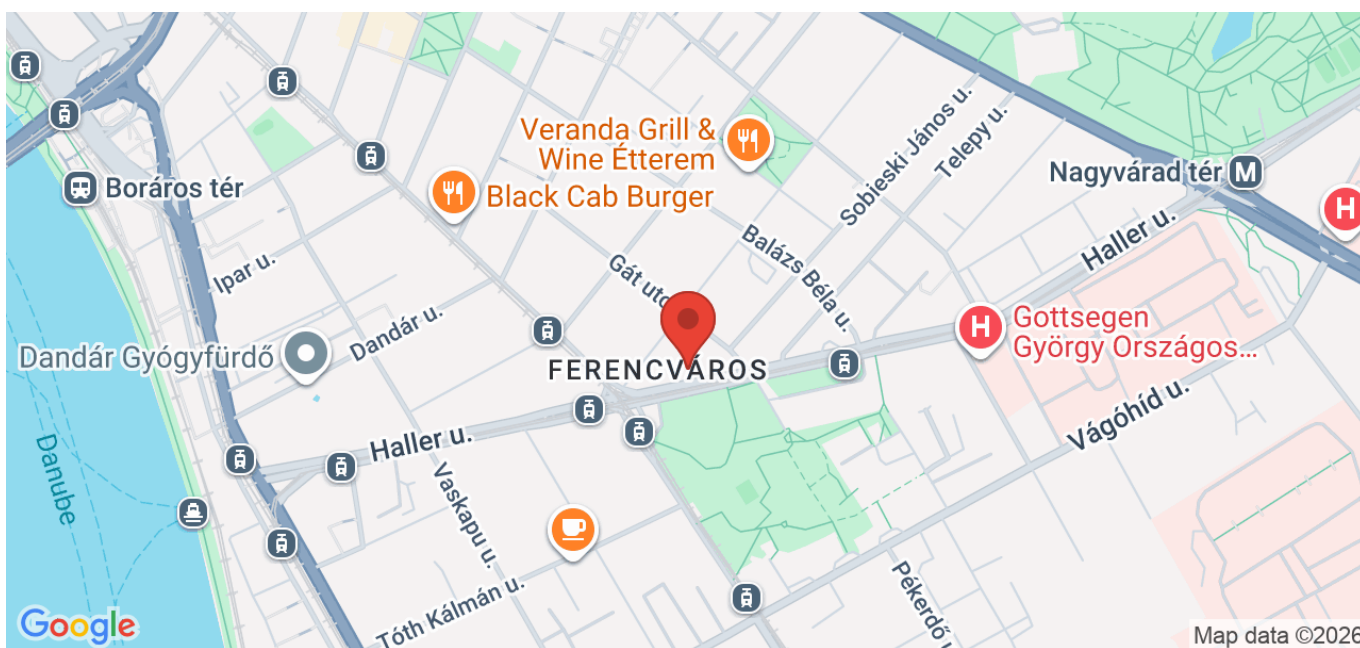 Veranda Grill &
Wine Étterem
Black Cab Burger
Boráros tér
Sobieski János u.
Telepy u.
Nagyvárad tér
M
H
Haller u.
Balázs Béla u.
Ipar u.
Gát utc
Dandár u.
Dandár Gyógyfürdő
FERENCVÁROS
H
Gottsegen
György Országos...
Vágóhíd u.
Haller u.
Danube
Vaskapu u.
Tóth Kálmán u.
Pékerdő u
Google
Map data ©2026